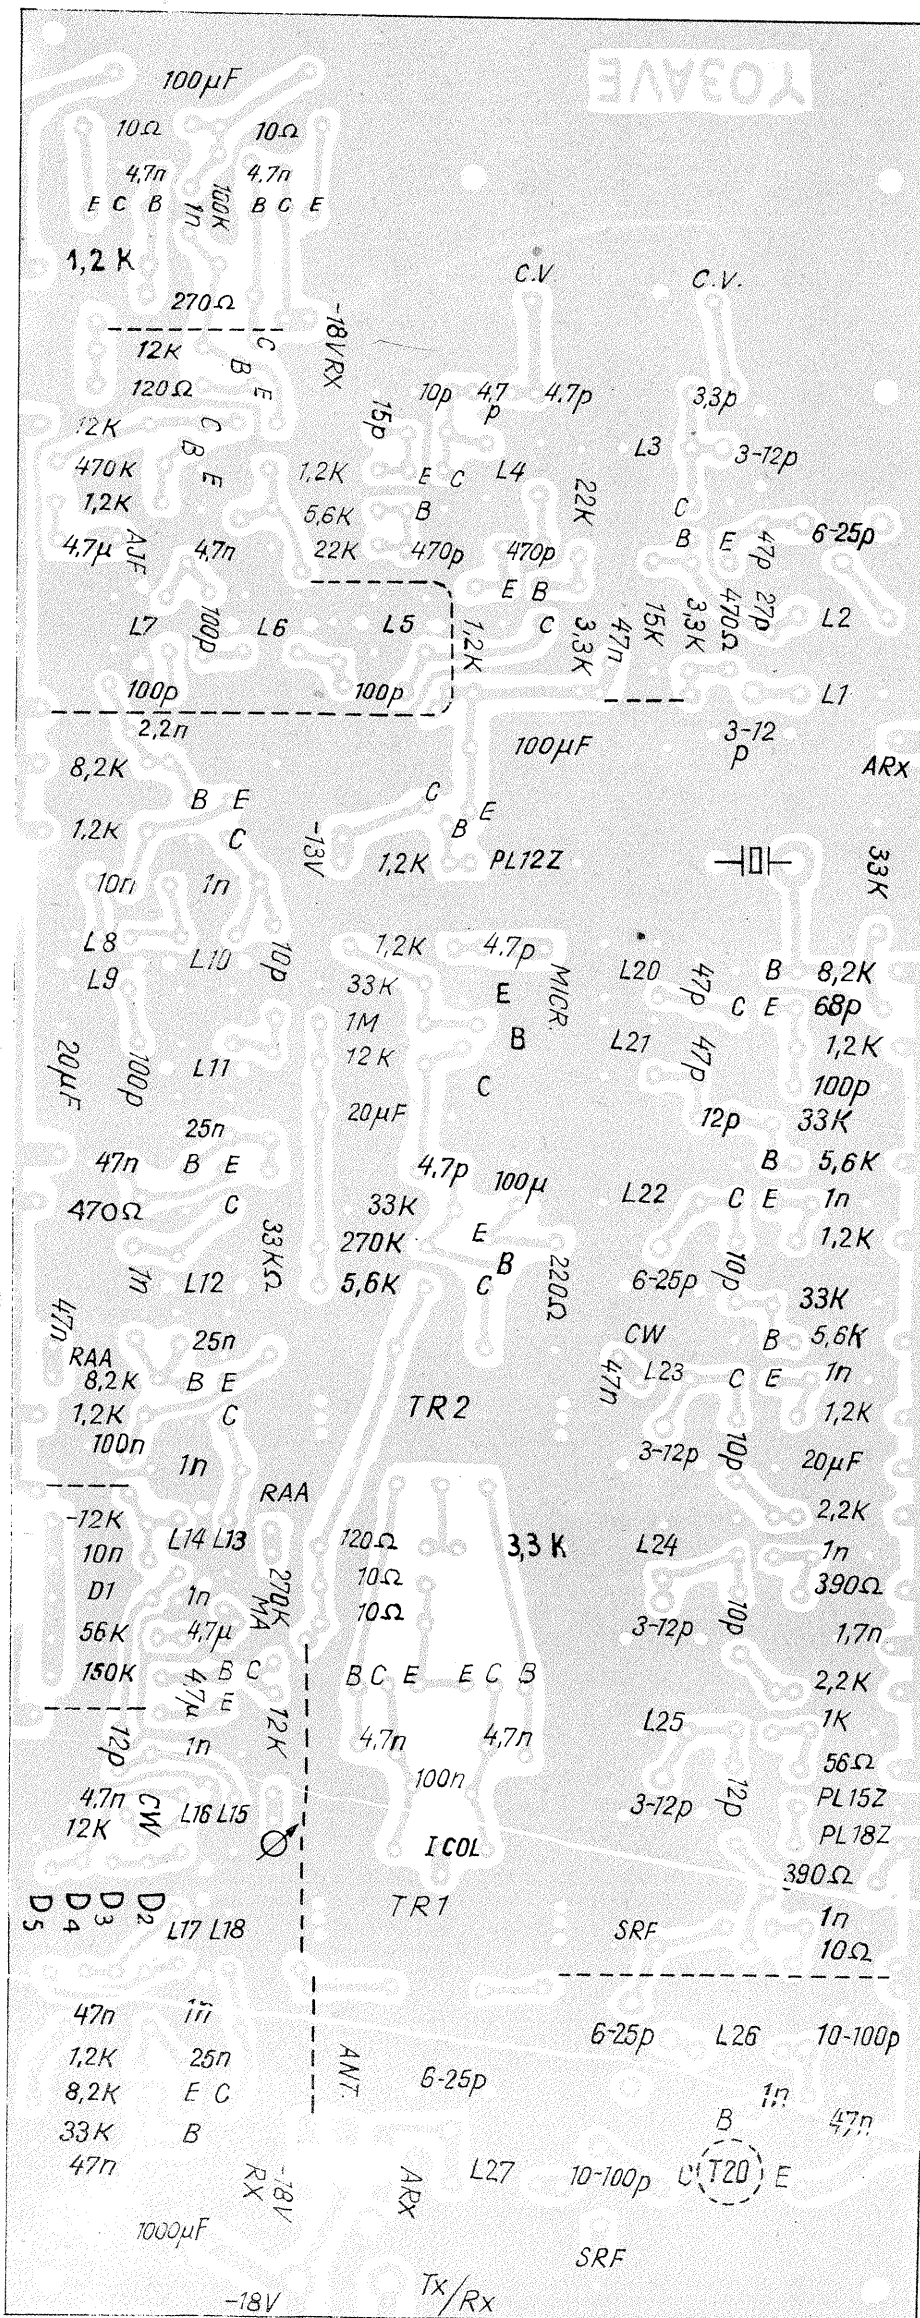 YO3AVE
100µF
10Ω 10Ω
4,7n 4,7n
E C B 1n 100K B C E
1,2 K
C.V C.V.
270Ω -18V RX
12K C B E
120Ω 10p 4,7p 4,7p 3,3p
12K C B E 15p L3 3-12p
470K 1,2K E C L4 22K
1,2K 5,6K B C
4,7µ AJF 4,7n 22K 470p 470p B E 47p 6-25p
E B
L7 100p L6 L5 1,2K C 3,3K 47n 15K 3,3K 470Ω 27p L2
100p 100p L1
2,2n 100µF 3-12p
8,2K ARx
B E C E
1,2K C -13V B
1,2K PL12Z 33K
10n 1n
L8 L10 10p 1,2K 4.7p MICR. L20 47p B 8,2K
L9 33K E C E 68p
1M B L21 47p 1,2K
20µF 100p L11 12K C 100p
20µF 12p 33K
25n
47n B E 4.7p 100µ B 5,6K
470Ω C 33K L22 C E 1n
33KΩ 270K E 1,2K
1n L12 5,6K B C 220Ω 6-25p 10p 33K
47n 25n CW B 5,6K
RAA
8,2K B E 47n L23 C E 1n
1,2K C TR2 1,2K
100n 1n 3-12p 10p 20µF
RAA 2,2K
-12K L14 L13 120Ω 3,3 K L24 1n
10n 10Ω 390Ω
D1 1n 270K MA 10Ω 3-12p 10p 1,7n
56K 4,7µ
150K 4,7µ B C E B C E E C B 2,2K
12p 1n 12K 4,7n 4,7n L25 1K
100n 56Ω
4,7n CW L16 L15 3-12p 12p PL15Z
12K I COL PL18Z
390Ω
D5 D4 D3 D2 L17 L18 TR1 SRF 1n
10Ω
47n 1n 6-25p L26 10-100p
1,2K 25n ANT. 6-25p
8,2K E C 1n
33K B B 47n
47n -18V RX ARX L27 10-100p C T20 E
1000µF SRF
-18V Tx/Rx